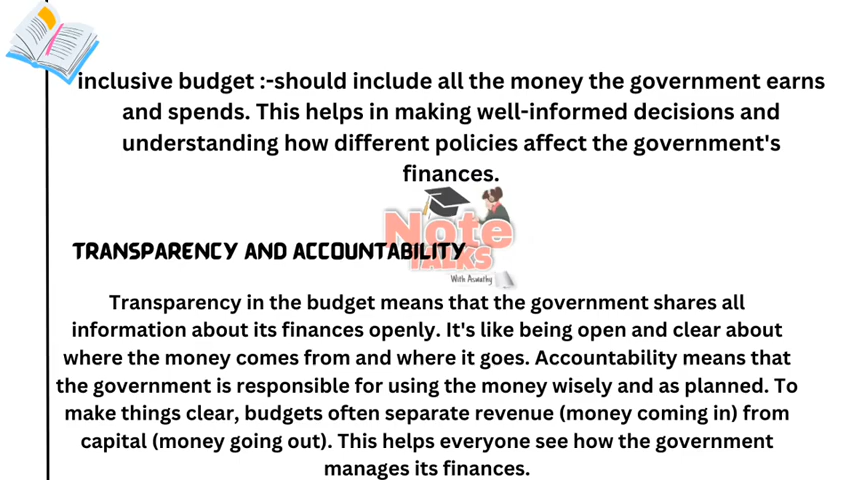 inclusive budget :-should include all the money the government earns
and spends. This helps in making well-informed decisions and
understanding how different policies affect the government's
finances.
Note
TALKS
With Aswathy
TRANSPARENCY AND ACCOUNTABILITY
Transparency in the budget means that the government shares all
information about its finances openly. It's like being open and clear about
where the money comes from and where it goes. Accountability means that
the government is responsible for using the money wisely and as planned. To
make things clear, budgets often separate revenue (money coming in) from
capital (money going out). This helps everyone see how the government
manages its finances.